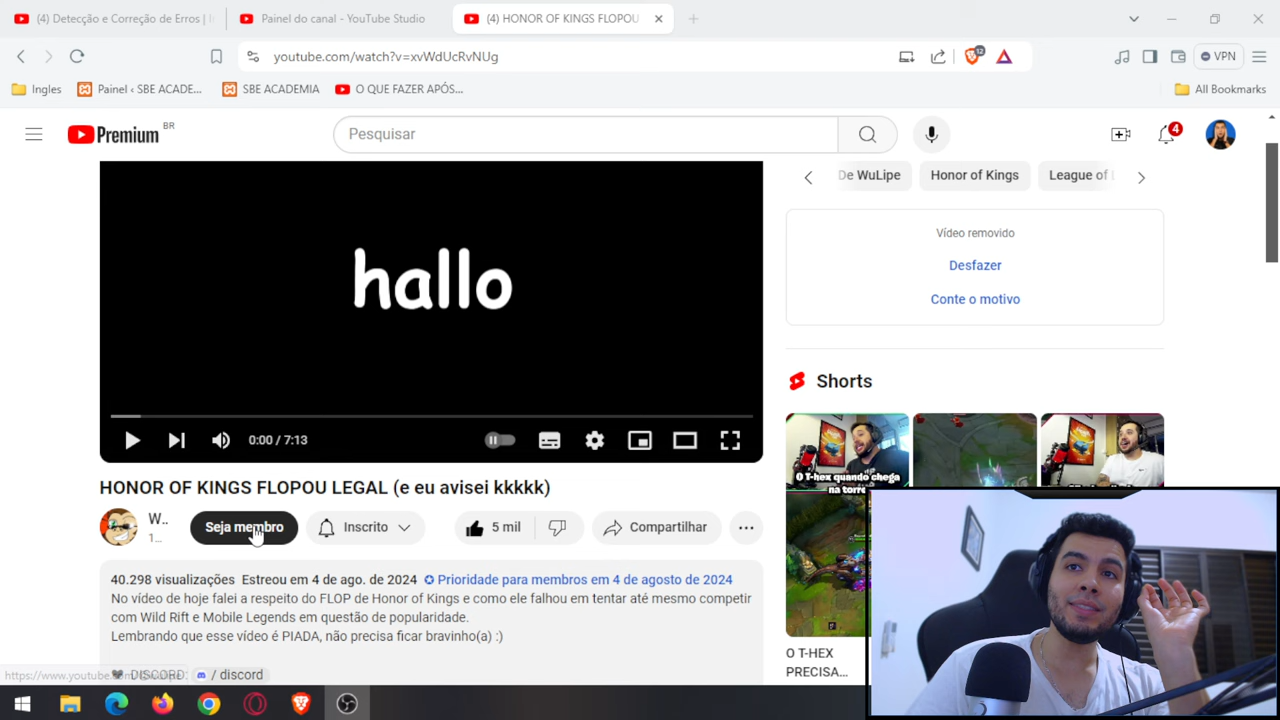 (4) Detecção e Correção de Erros | I
Painel do canal - YouTube Studio
(4) HONOR OF KINGS FLOPOU
youtube.com/watch?v=xvWdUcRvNUg
12
VPN
Ingles
Painel ‹ SBE ACADE...
SBE ACADEMIA
O QUE FAZER APÓS...
All Bookmarks
Premium BR
Pesquisar
4
De WuLipe
Honor of Kings
League of
Vídeo removido
Desfazer
Conte o motivo
hallo
0:00 / 7:13
Shorts
O T-hex quando chega
na torre
HONOR OF KINGS FLOPOU LEGAL (e eu avisei kkkkk)
W..
1...
Seja membro
Inscrito
5 mil
Compartilhar
40.298 visualizações Estreou em 4 de ago. de 2024 Prioridade para membros em 4 de agosto de 2024
No vídeo de hoje falei a respeito do FLOP de Honor of Kings e como ele falhou em tentar até mesmo competir
com Wild Rift e Mobile Legends em questão de popularidade.
Lembrando que esse vídeo é PIADA, não precisa ficar bravinho(a) :)
DISCORD: / discord
https://www.youtube.com/
O T-HEX
PRECISA...